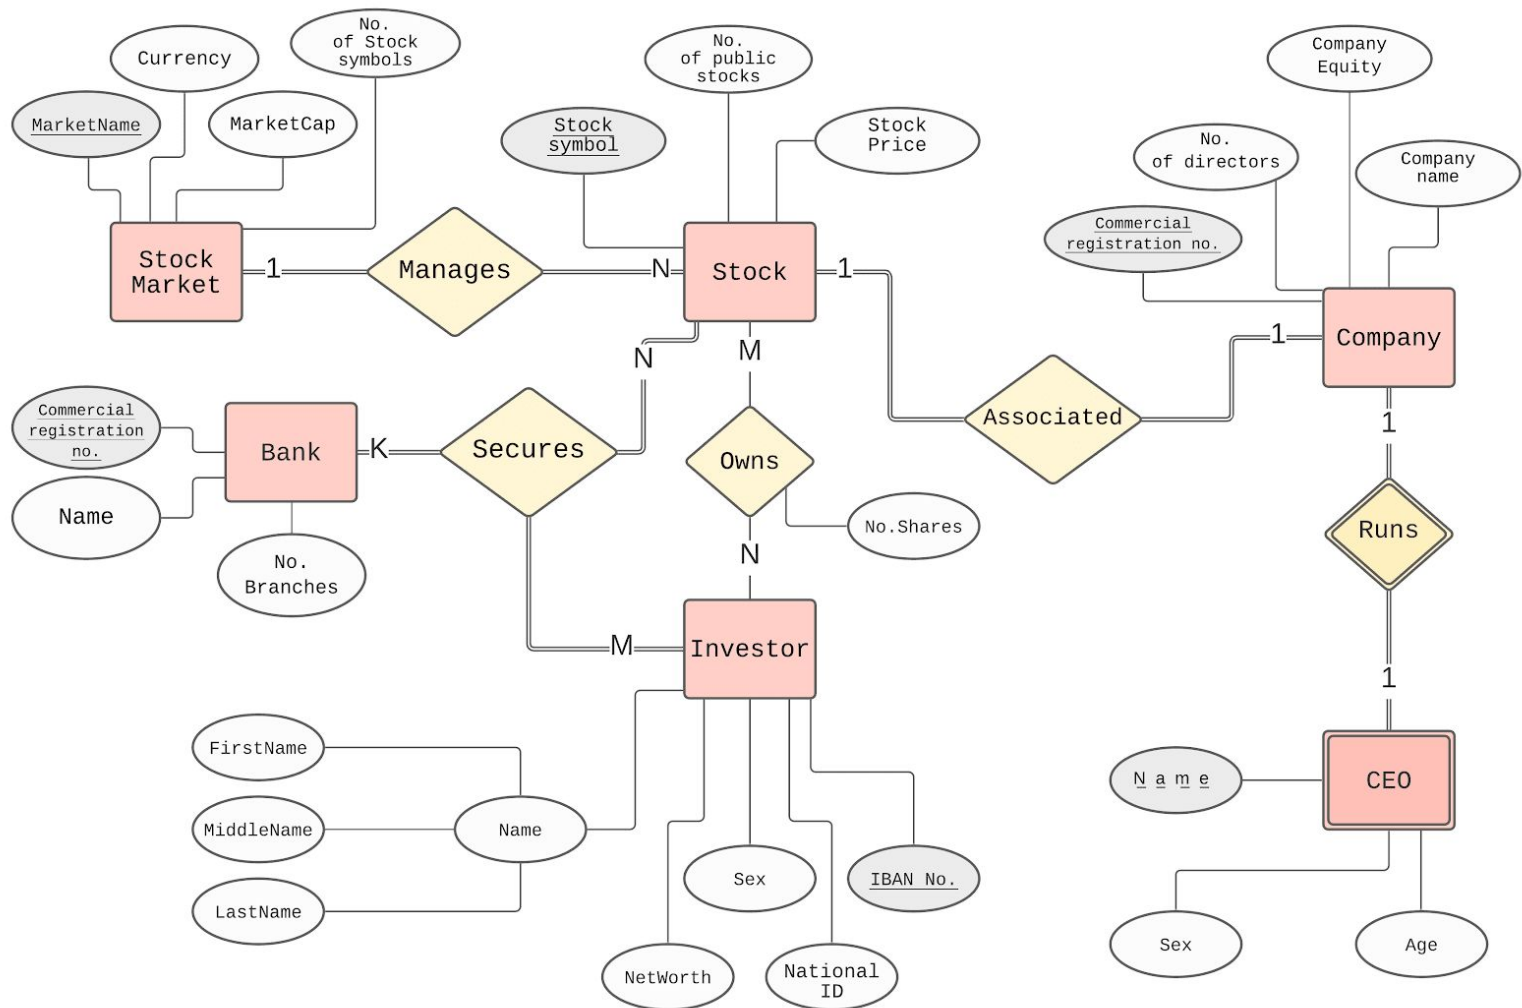 No.
of Stock
symbols
Currency
MarketName
MarketCap
No.
of public
stocks
Stock
symbol
Stock
Price
Company
Equity
No.
of directors
Company
name
Commercial
registration no.
Stock
Market
1
Manages
N
Stock
1
1
Company
N
M
1
Commercial
registration
no.
Bank
K
Secures
Owns
Associated
Name
No.Shares
Runs
No.
Branches
N
M
Investor
1
FirstName
MiddleName
Name
LastName
Sex
IBAN No.
NetWorth
National
ID
Name
CEO
Sex
Age